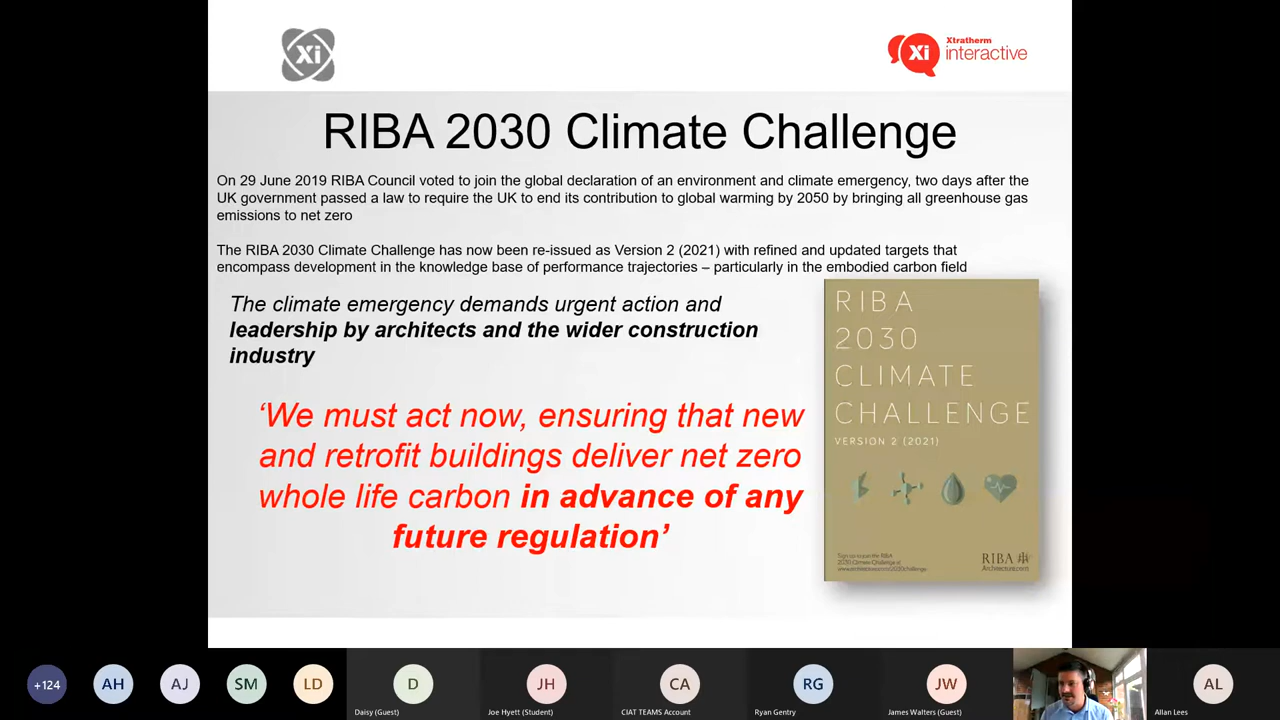 Xi
Xtratherm
Xi interactive
RIBA 2030 Climate Challenge
On 29 June 2019 RIBA Council voted to join the global declaration of an environment and climate emergency, two days after the
UK government passed a law to require the UK to end its contribution to global warming by 2050 by bringing all greenhouse gas
emissions to net zero
The RIBA 2030 Climate Challenge has now been re-issued as Version 2 (2021) with refined and updated targets that
encompass development in the knowledge base of performance trajectories – particularly in the embodied carbon field
The climate emergency demands urgent action and
leadership by architects and the wider construction
industry
‘We must act now, ensuring that new
and retrofit buildings deliver net zero
whole life carbon in advance of any
future regulation’
RIBA
2030
CLIMATE
CHALLENGE
VERSION 2 (2021)
2030 Climate Challenge at
RIBA
Architecture.com
+124
AH
AJ
SM
LD
D
JH
CA
RG
JW
AL
Daisy (Guest)
Joe Hyett (Student)
CIAT TEAMS Account
Ryan Gentry
James Walters (Guest)
Allan Lees